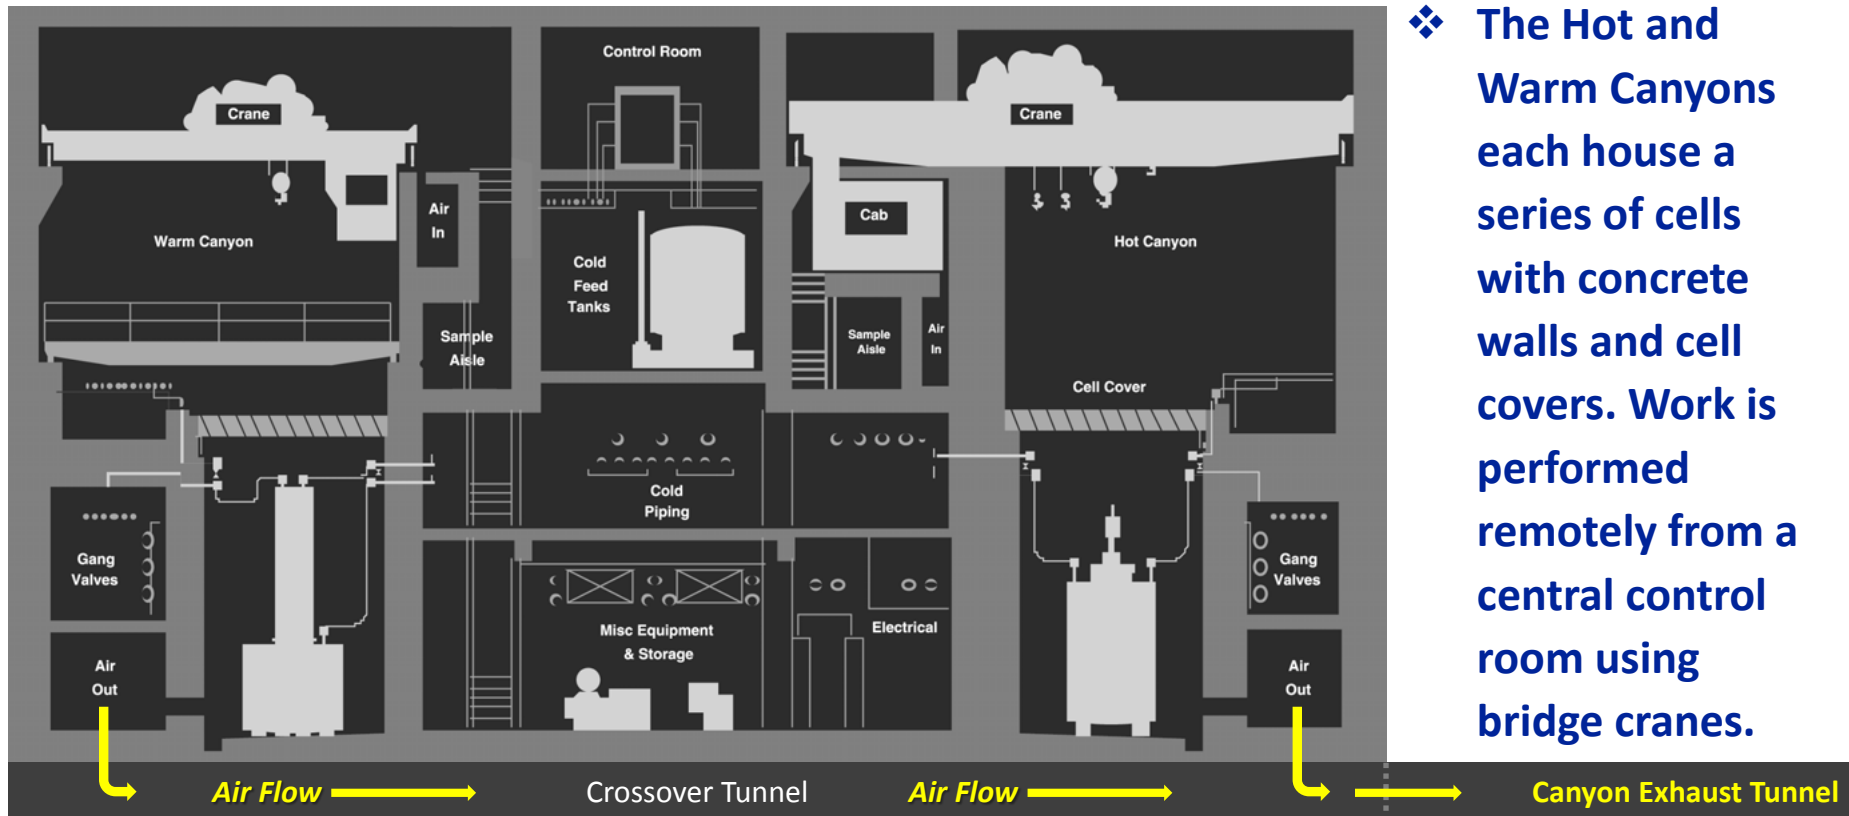 Control Room
Crane
Crane
Air
In
Cab
Warm Canyon
Hot Canyon
Cold
Feed
Tanks
Sample
Aisle
Sample
Aisle
Air
In
Cell Cover
Cold
Piping
Gang
Valves
Gang
Valves
Misc Equipment
& Storage
Electrical
Air
Out
Air
Out
Air Flow
Crossover Tunnel
Air Flow
Canyon Exhaust Tunnel
❖ The Hot and
Warm Canyons
each house a
series of cells
with concrete
walls and cell
covers. Work is
performed
remotely from a
central control
room using
bridge cranes.